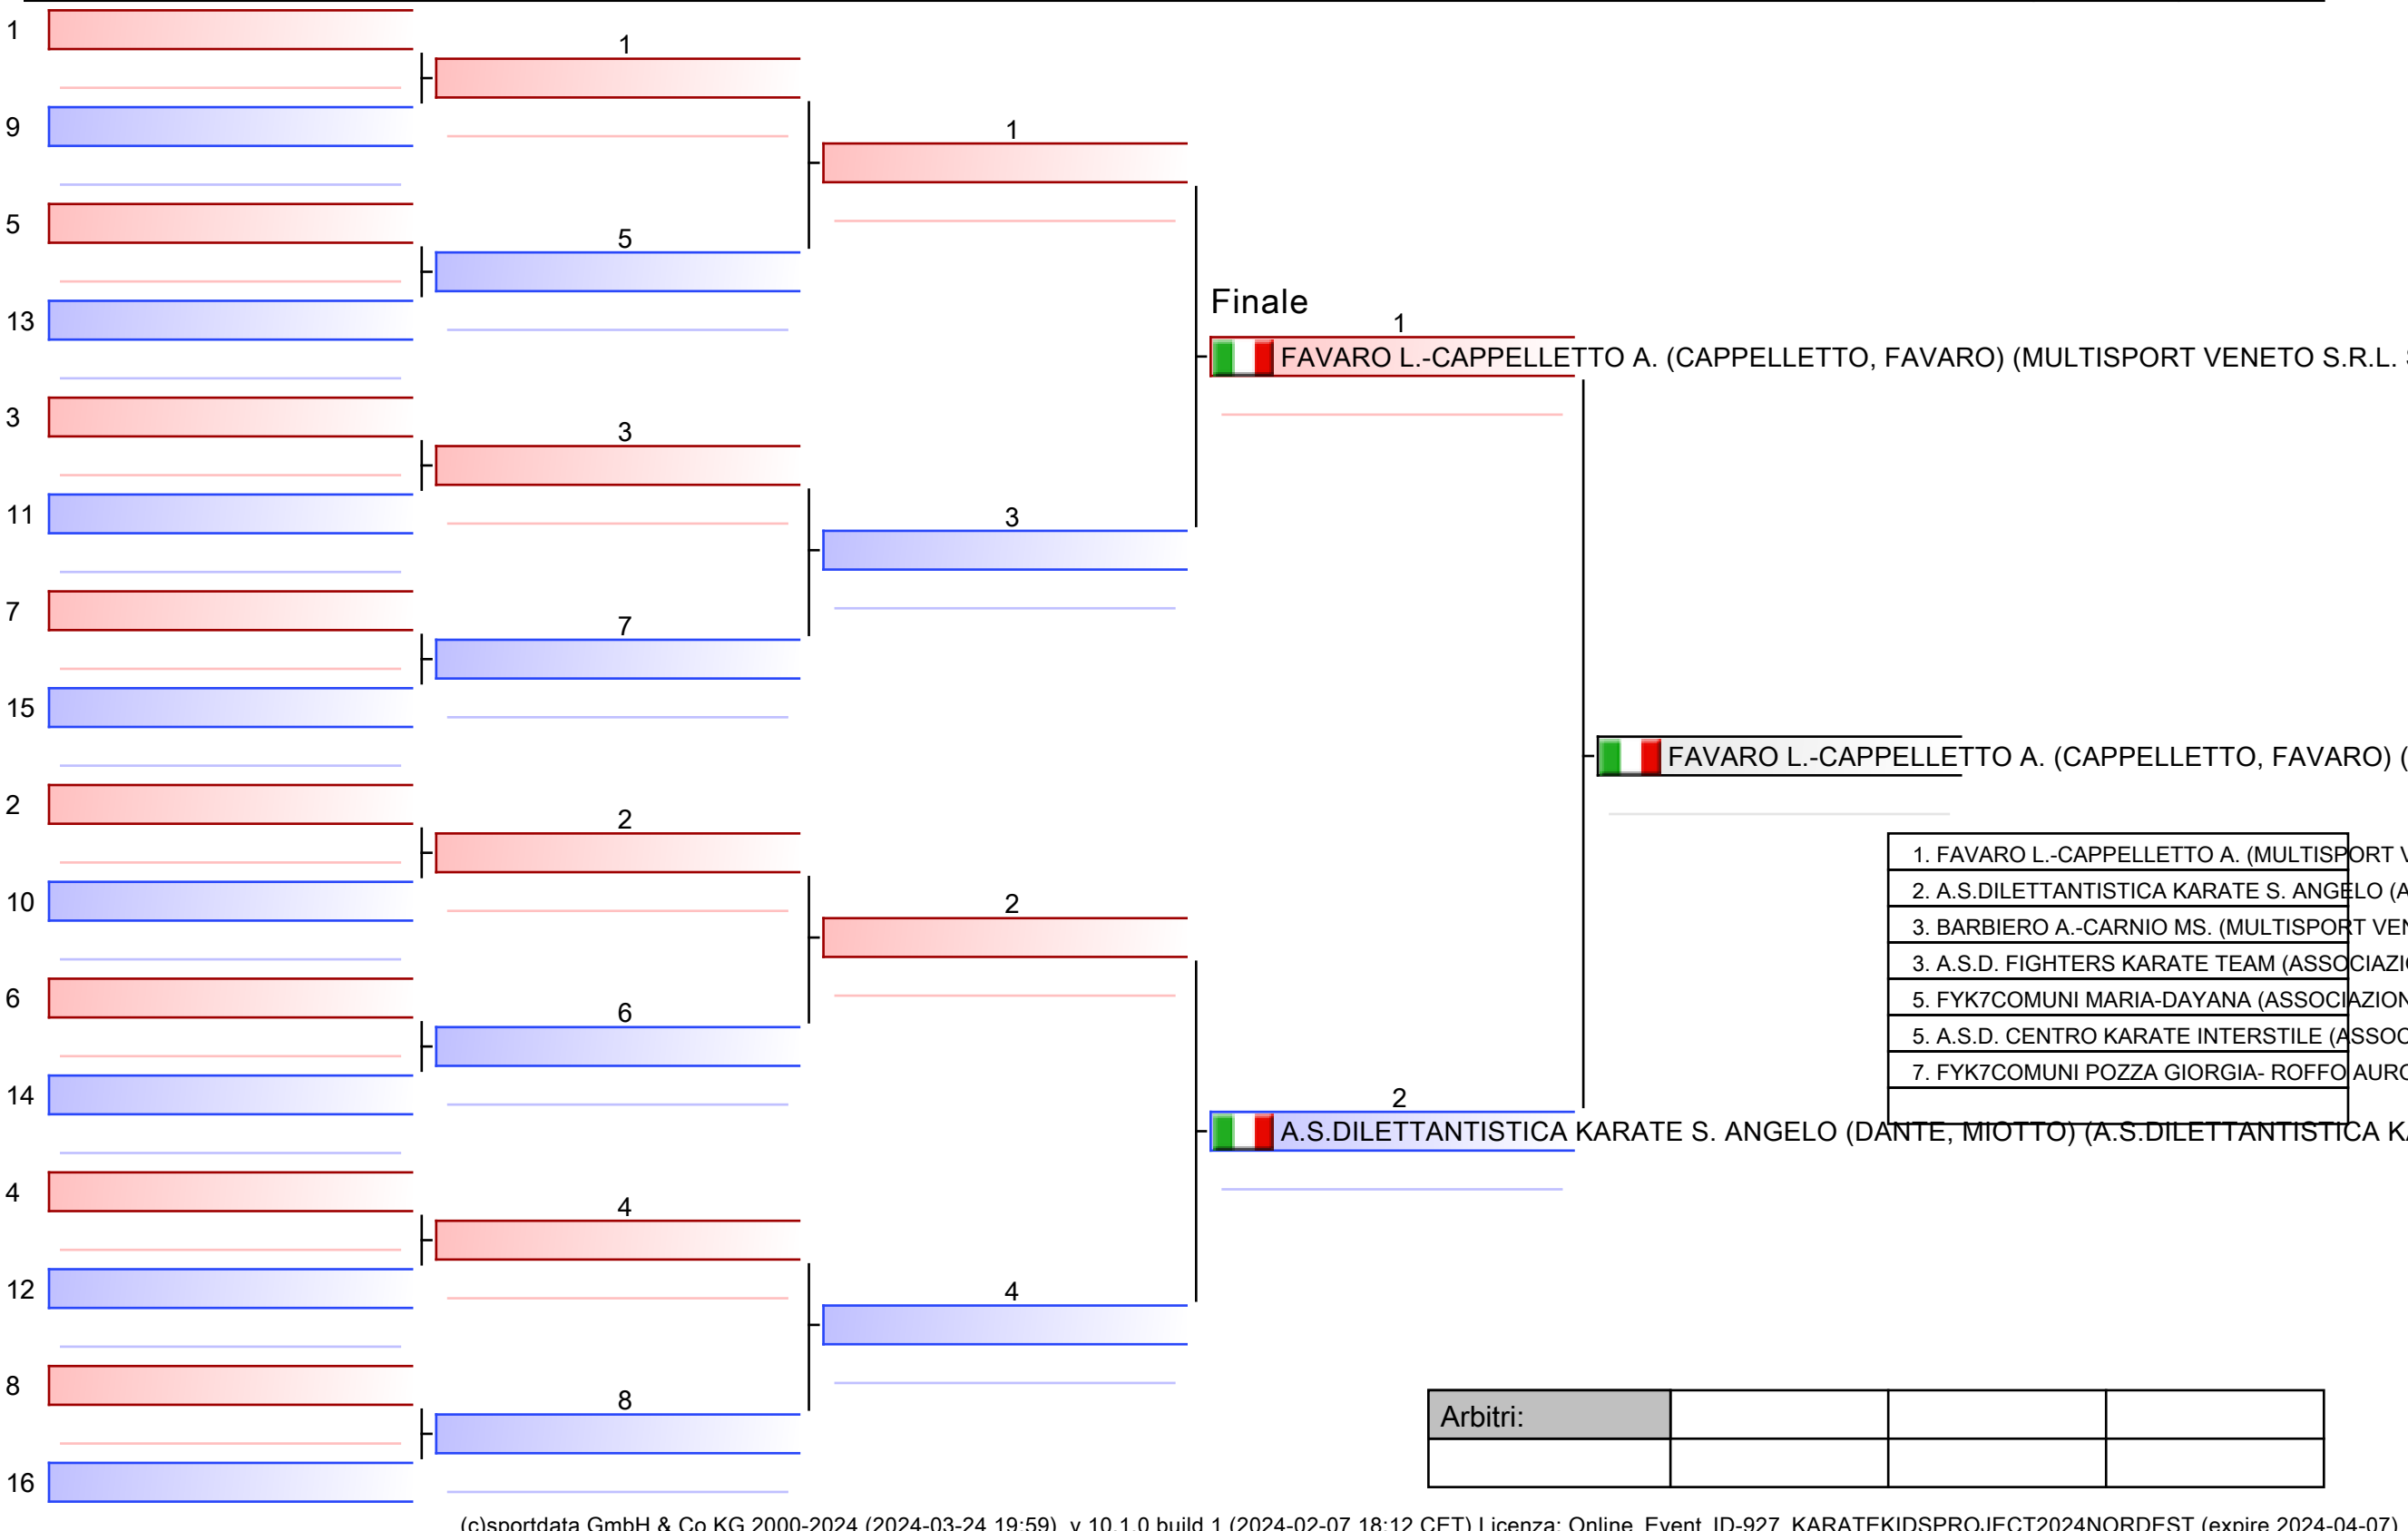 1
9
5
13
3
11
7
15
2
10
6
14
4
12
8
16
1
5
3
7
2
6
4
8
1
3
2
4
Finale
1
FAVARO L.-CAPPELLETTO A. (CAPPELLETTO, FAVARO) (MULTISPORT VENETO S.R.L.
2
A.S.DILETTANTISTICA KARATE S. ANGELO (DANTE, MIOTTO) (A.S.DILETTANTISTICA
FAVARO L.-CAPPELLETTO A. (CAPPELLETTO, FAVARO) (
1. FAVARO L.-CAPPELLETTO A. (MULTISPORT
2. A.S.DILETTANTISTICA KARATE S. ANGELO (A
3. BARBIERO A.-CARNIO MS. (MULTISPORT VEN
3. A.S.D. FIGHTERS KARATE TEAM (ASSOCIAZI
5. FYK7COMUNI MARIA-DAYANA (ASSOCIAZION
5. A.S.D. CENTRO KARATE INTERSTILE (ASSOC
7. FYK7COMUNI POZZA GIORGIA- ROFFO AURO
Arbitri:
(c)sportdata GmbH & Co KG 2000-2024 (2024-03-24 19:59) v 10.1.0 build 1 (2024-02-07 18:12 CET) Licenza: Online Event ID-927 KARATEKIDSPROJECT2024NORDEST (expire 2024-04-07)